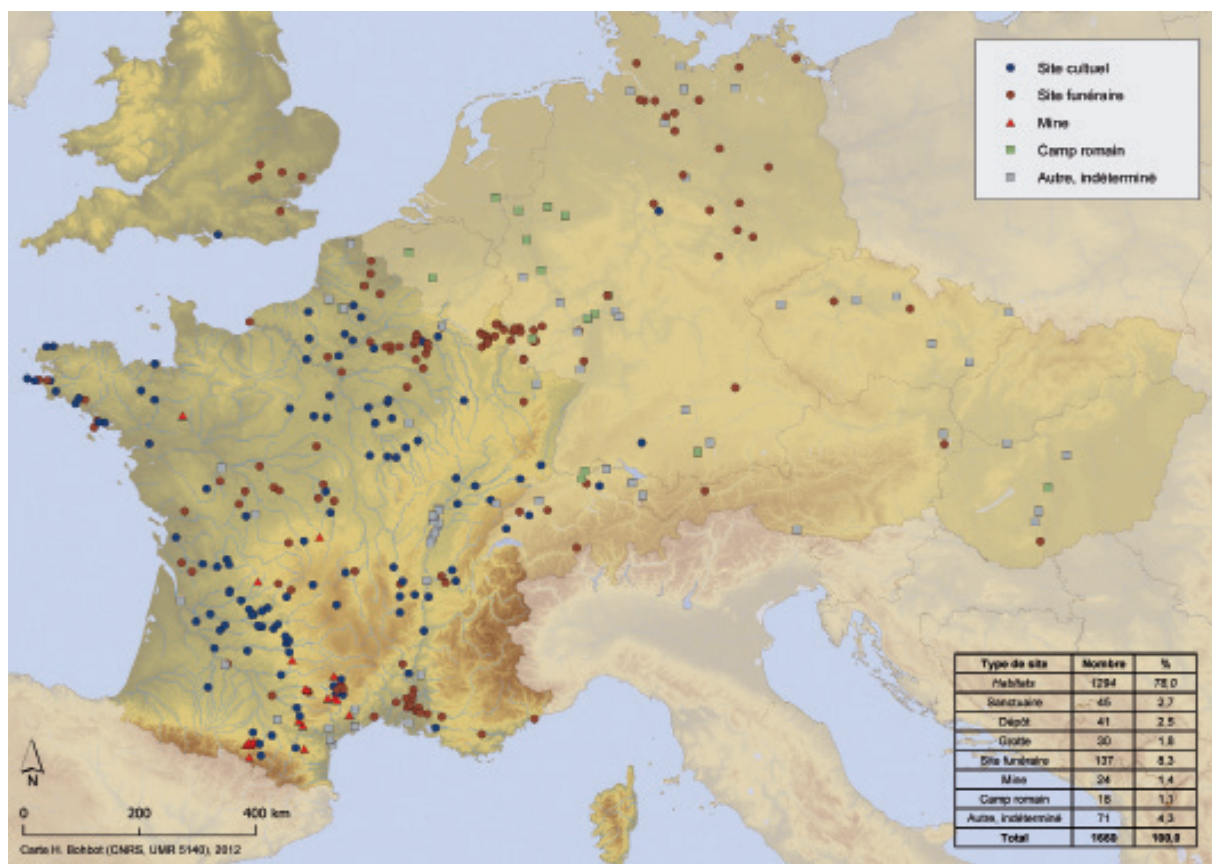 Site cultuel
Site funéraire
Mine
Camp romain
Autre, indéterminé
Type de site Nombre %
Habitats 1294 78,0
Sanctuaire 45 2,7
Dépôt 41 2,5
Grotte 30 1,8
Site funéraire 137 8,3
Mine 24 1,4
Camp romain 18 1,1
Autre, indéterminé 71 4,3
Total 1660 100,0
N
0 200 400 km
Carte H. Bohbot (CNRS, UMR 5140), 2012